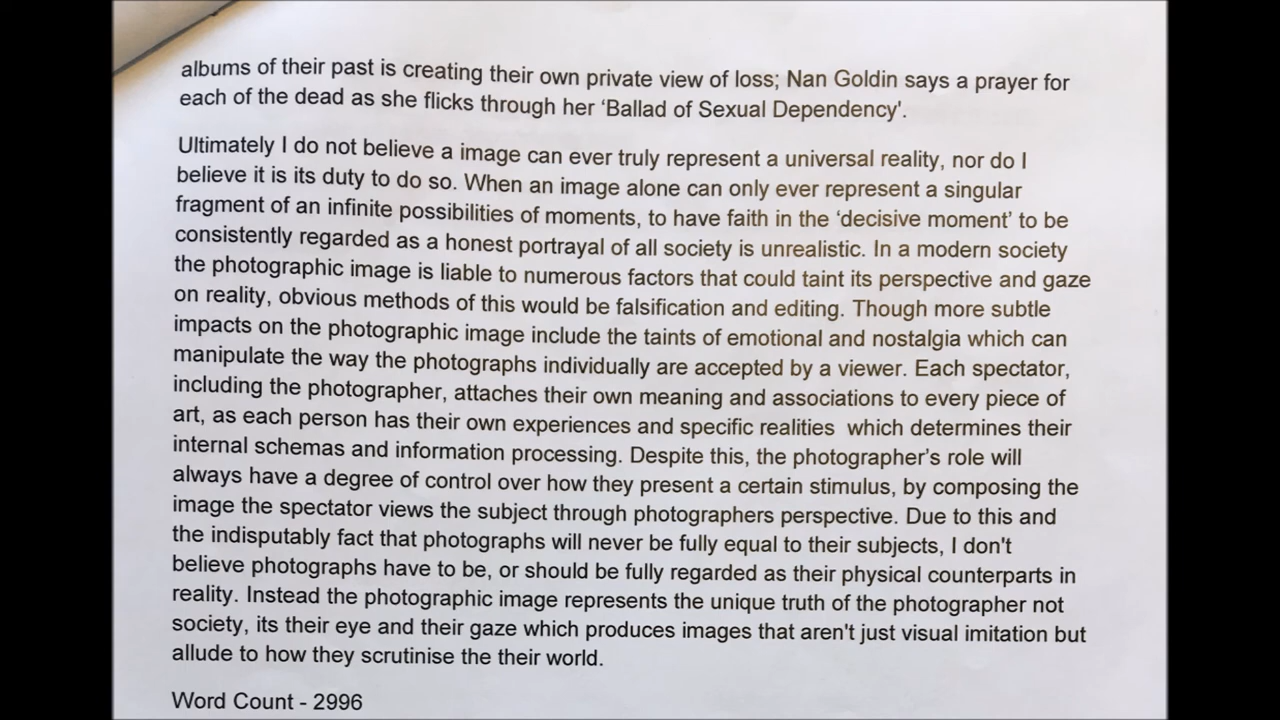 albums of their past is creating their own private view of loss; Nan Goldin says a prayer for
each of the dead as she flicks through her ‘Ballad of Sexual Dependency'.
Ultimately I do not believe a image can ever truly represent a universal reality, nor do I
believe it is its duty to do so. When an image alone can only ever represent a singular
fragment of an infinite possibilities of moments, to have faith in the ‘decisive moment’ to be
consistently regarded as a honest portrayal of all society is unrealistic. In a modern society
the photographic image is liable to numerous factors that could taint its perspective and gaze
on reality, obvious methods of this would be falsification and editing. Though more subtle
impacts on the photographic image include the taints of emotional and nostalgia which can
manipulate the way the photographs individually are accepted by a viewer. Each spectator,
including the photographer, attaches their own meaning and associations to every piece of
art, as each person has their own experiences and specific realities  which determines their
internal schemas and information processing. Despite this, the photographer’s role will
always have a degree of control over how they present a certain stimulus, by composing the
image the spectator views the subject through photographers perspective. Due to this and
the indisputably fact that photographs will never be fully equal to their subjects, I don't
believe photographs have to be, or should be fully regarded as their physical counterparts in
reality. Instead the photographic image represents the unique truth of the photographer not
society, its their eye and their gaze which produces images that aren't just visual imitation but
allude to how they scrutinise the their world.
Word Count - 2996